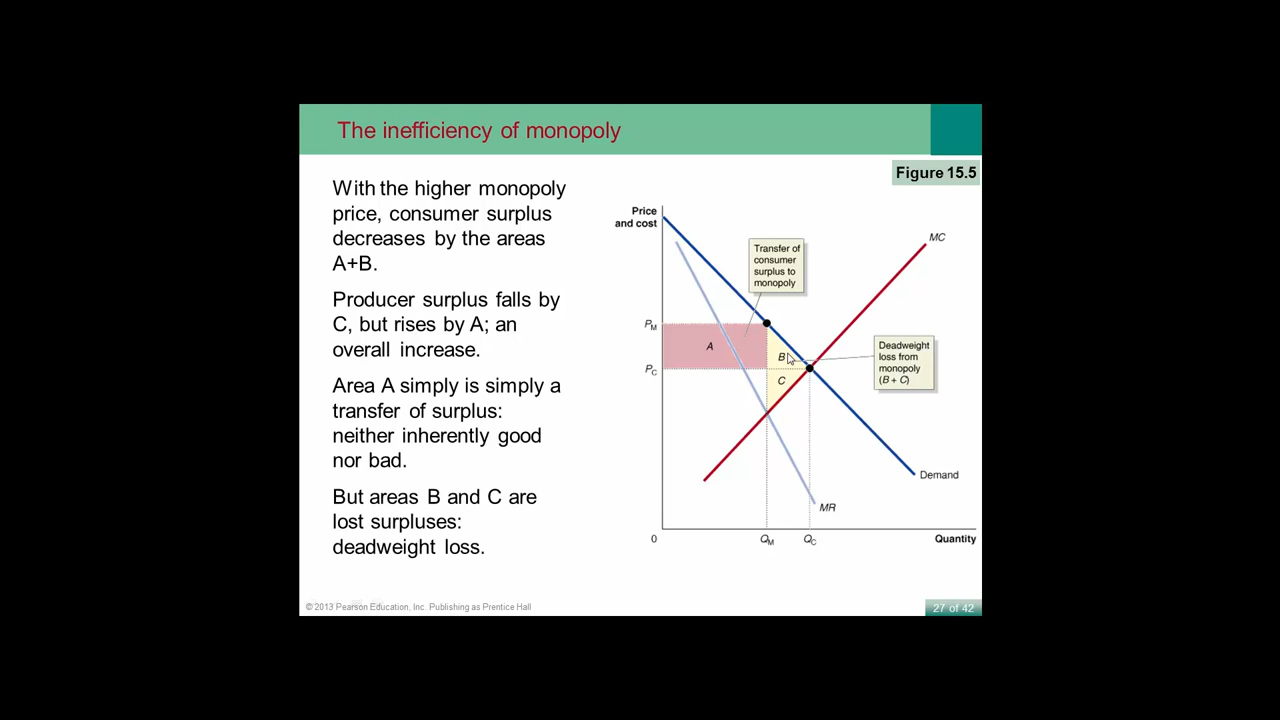 The inefficiency of monopoly
Figure 15.5
With the higher monopoly
price, consumer surplus
decreases by the areas
A+B.
Producer surplus falls by
C, but rises by A; an
overall increase.
Area A simply is simply a
transfer of surplus:
neither inherently good
nor bad.
But areas B and C are
lost surpluses:
deadweight loss.
Price
and cost
MC
Transfer of
consumer
surplus to
monopoly
PM
A
B
Deadweight
loss from
monopoly
(B + C)
PC
C
Demand
MR
0
QM
QC
Quantity
© 2013 Pearson Education, Inc. Publishing as Prentice Hall
27 of 42